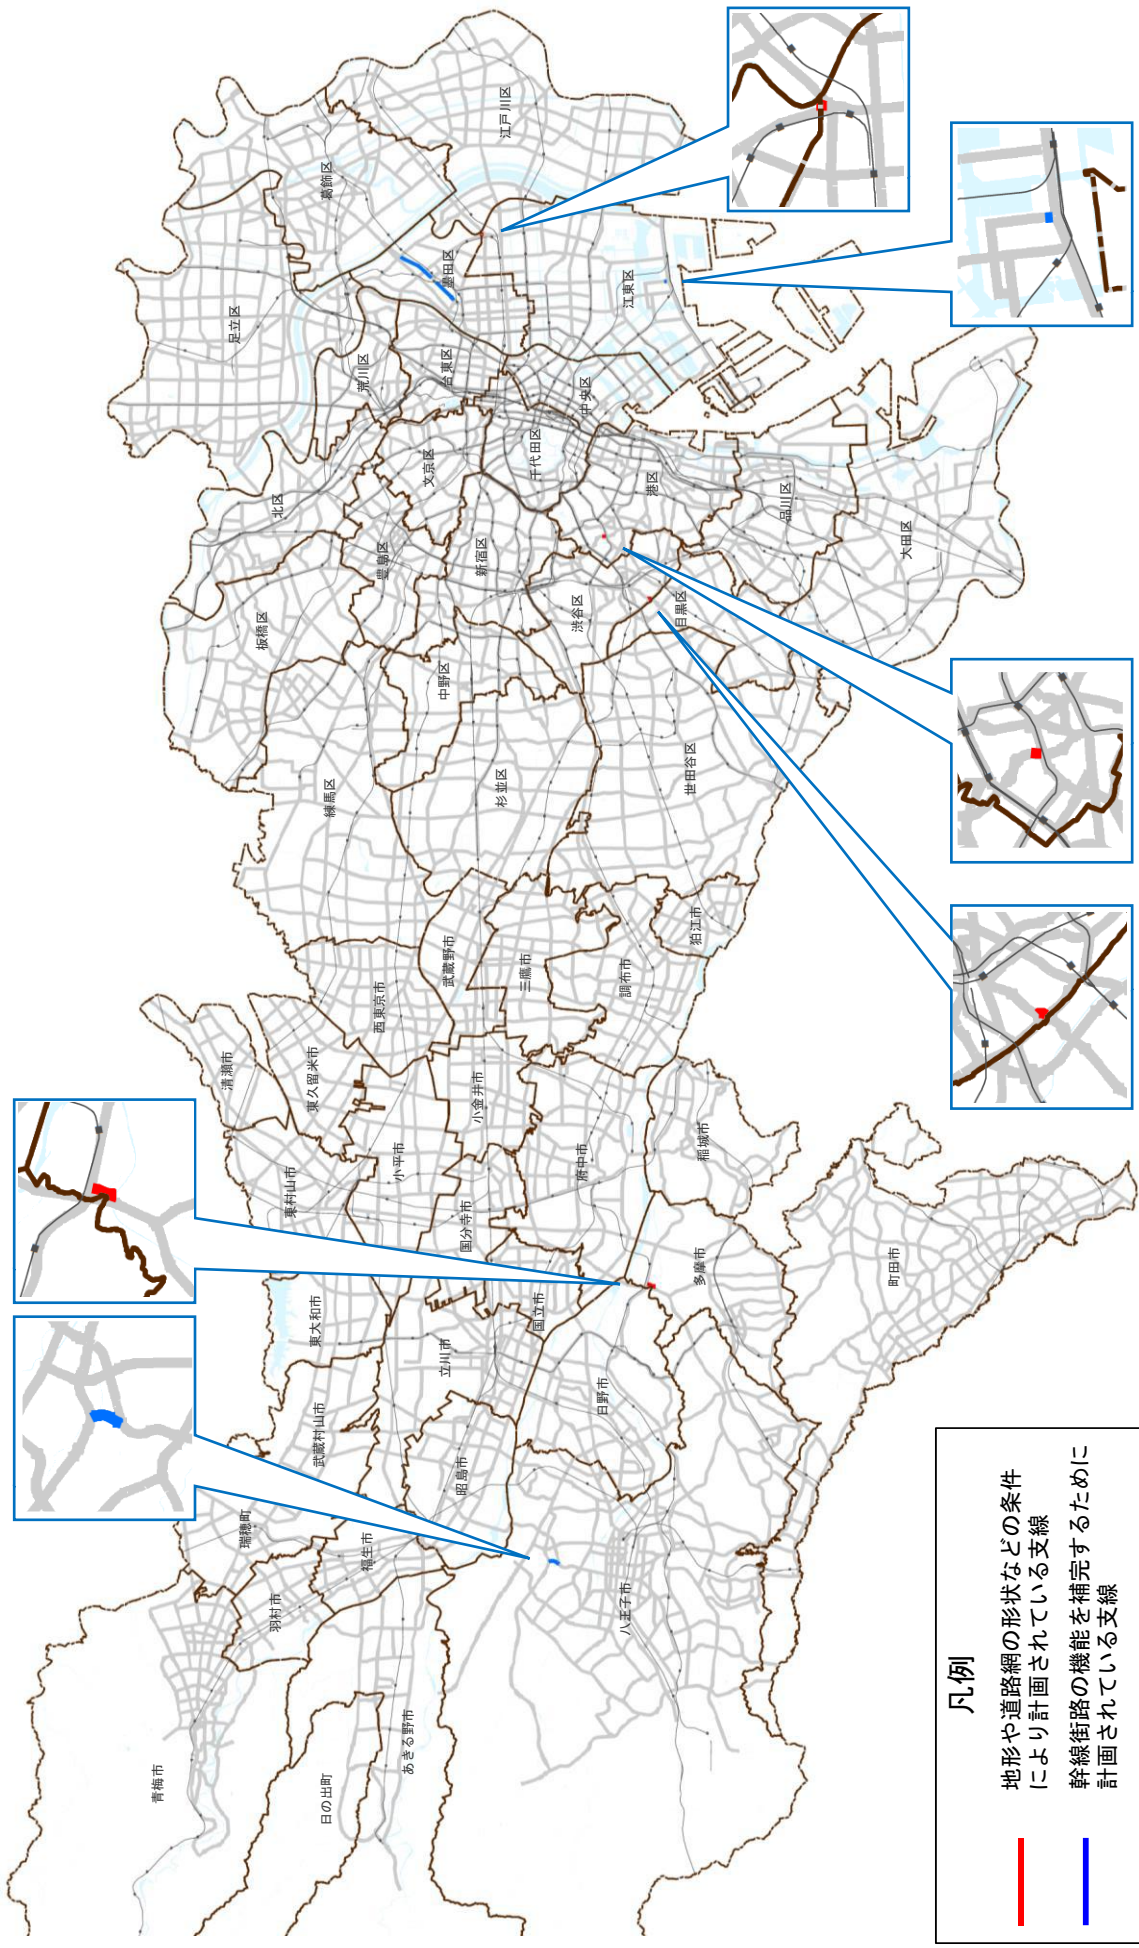 青梅市
日の出町
あきる野市
羽村市
瑞穂町
福生市
武蔵村山市
昭島市
八王子市
東大和市
立川市
日野市
国立市
東村山市
国分寺市
小平市
府中市
多摩市
町田市
稲城市
清瀬市
東久留米市
小金井市
西東京市
武蔵野市
三鷹市
調布市
狛江市
練馬区
杉並区
世田谷区
板橋区
中野区
渋谷区
目黒区
豊島区
新宿区
北区
文京区
千代田区
港区
品川区
大田区
荒川区
台東区
中央区
足立区
墨田区
江東区
葛飾区
江戸川区
凡例
地形や道路網の形状などの条件
により計画されている支線
幹線街路の機能を補完するために
計画されている支線